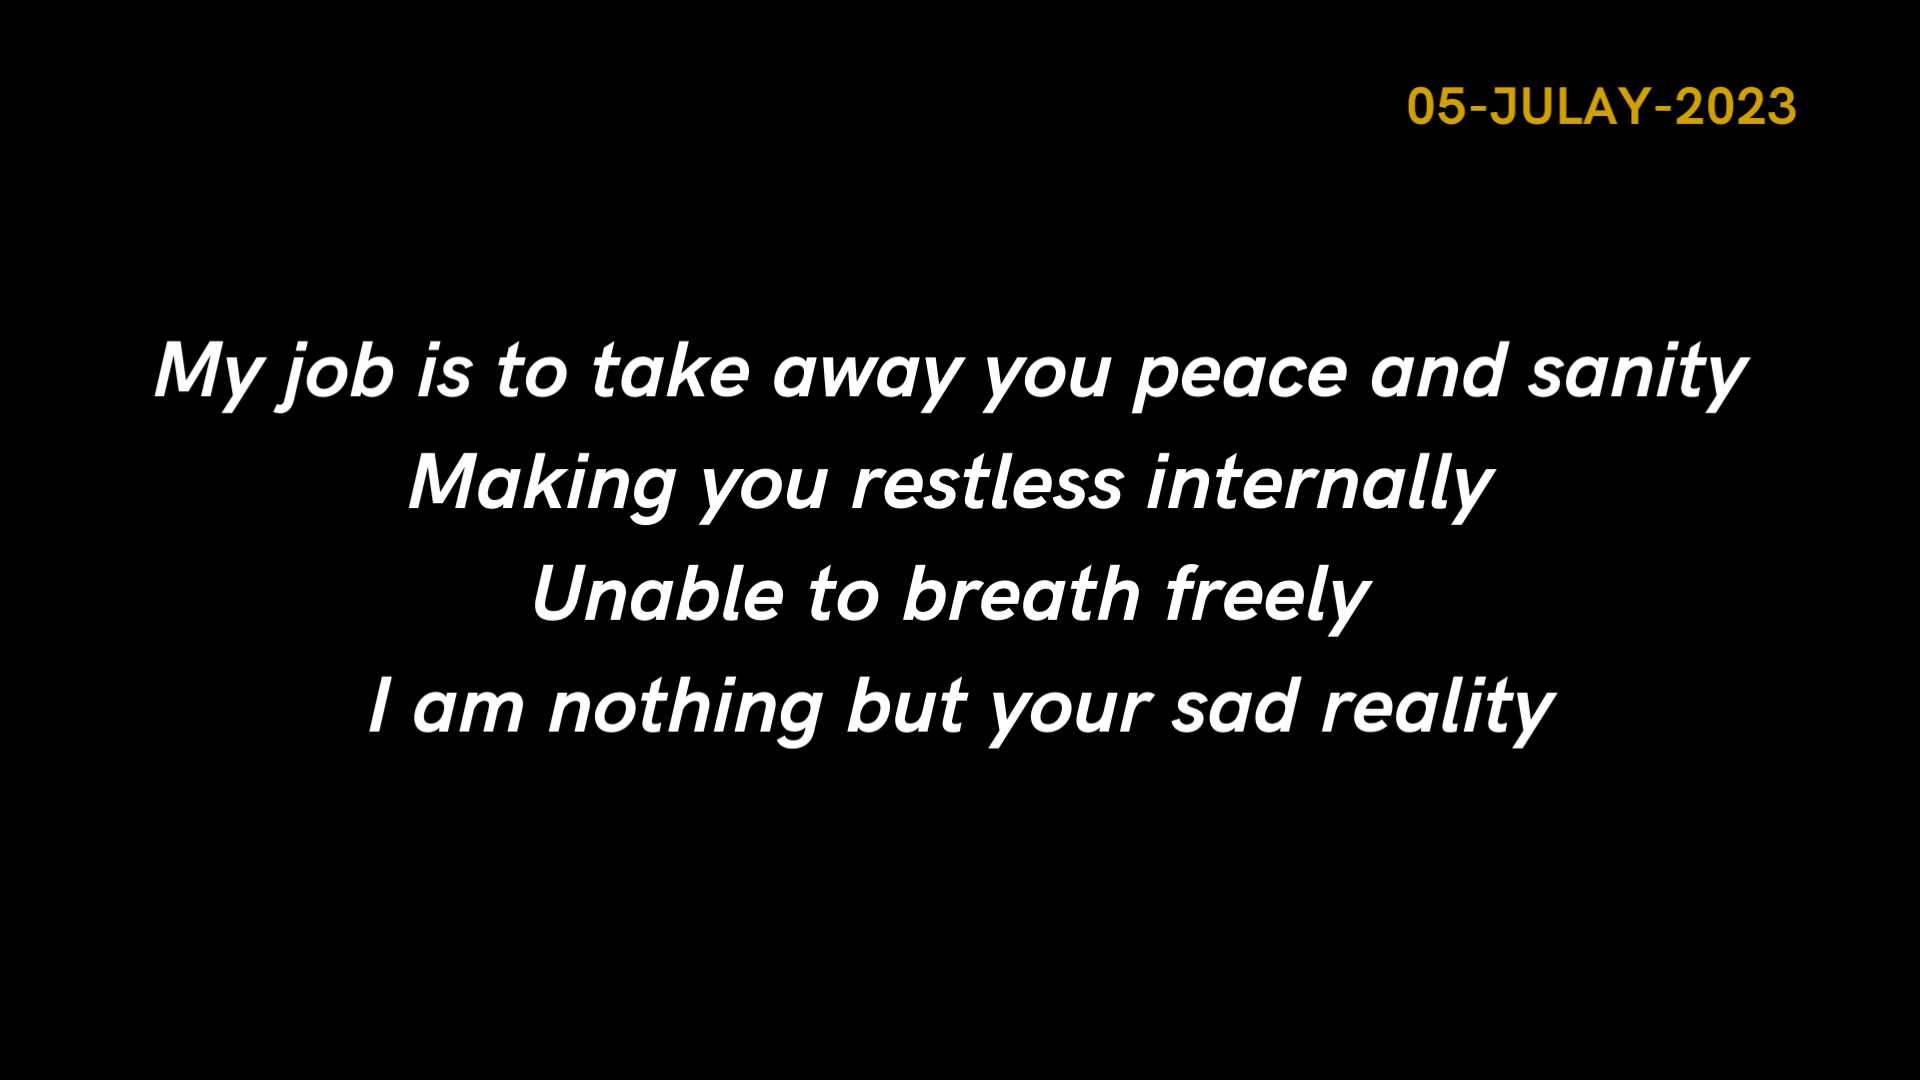 05-JULAY-2023
My job is to take away you peace and sanity
Making you restless internally
Unable to breath freely
I am nothing but your sad reality